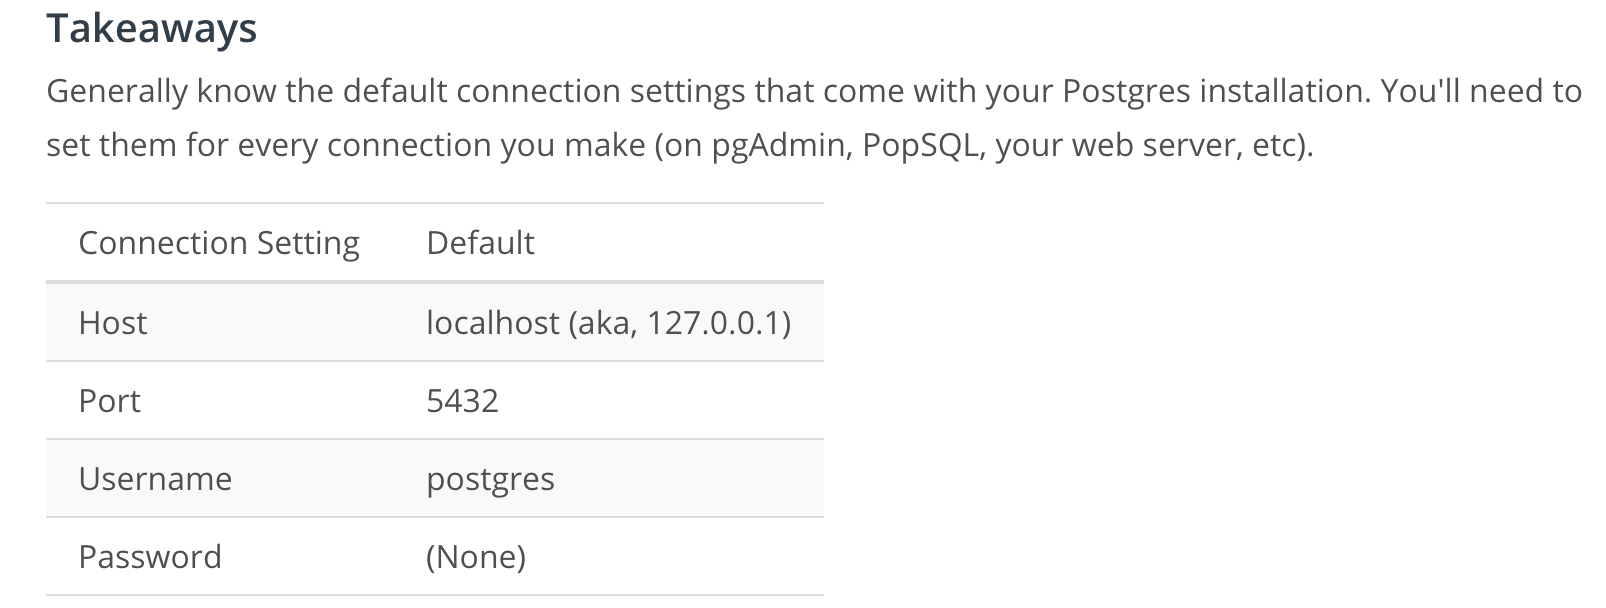 Takeaways
Generally know the default connection settings that come with your Postgres installation. You'll need to
set them for every connection you make (on pgAdmin, PopSQL, your web server, etc).
Connection Setting Default
Host localhost (aka, 127.0.0.1)
Port 5432
Username postgres
Password (None)